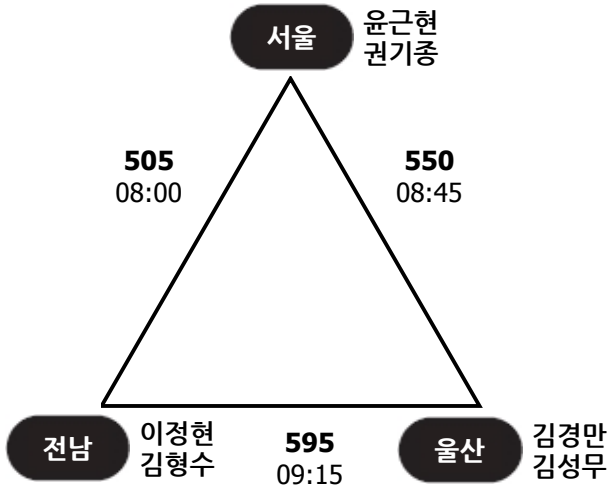 서울
윤근현
권기종
505
08:00
550
08:45
전남
이정현
김형수
595
09:15
울산
김경만
김성무